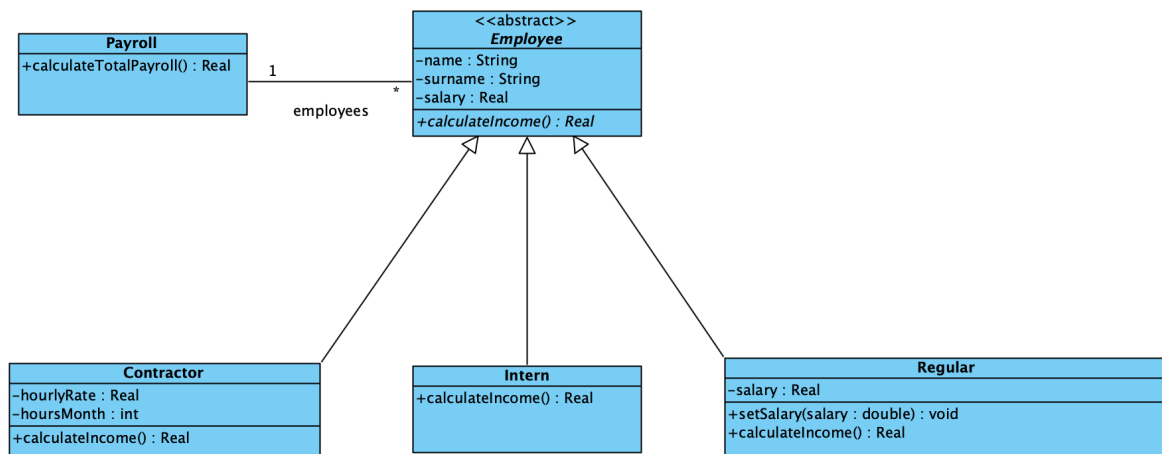 Payroll
+calculateTotalPayroll() : Real
1
*
employees
<<abstract>>
Employee
-name : String
-surname : String
-salary : Real
+calculateIncome() : Real
Contractor
-hourlyRate : Real
-hoursMonth : int
+calculateIncome() : Real
Intern
+calculateIncome() : Real
Regular
-salary : Real
+setSalary(salary : double) : void
+calculateIncome() : Real